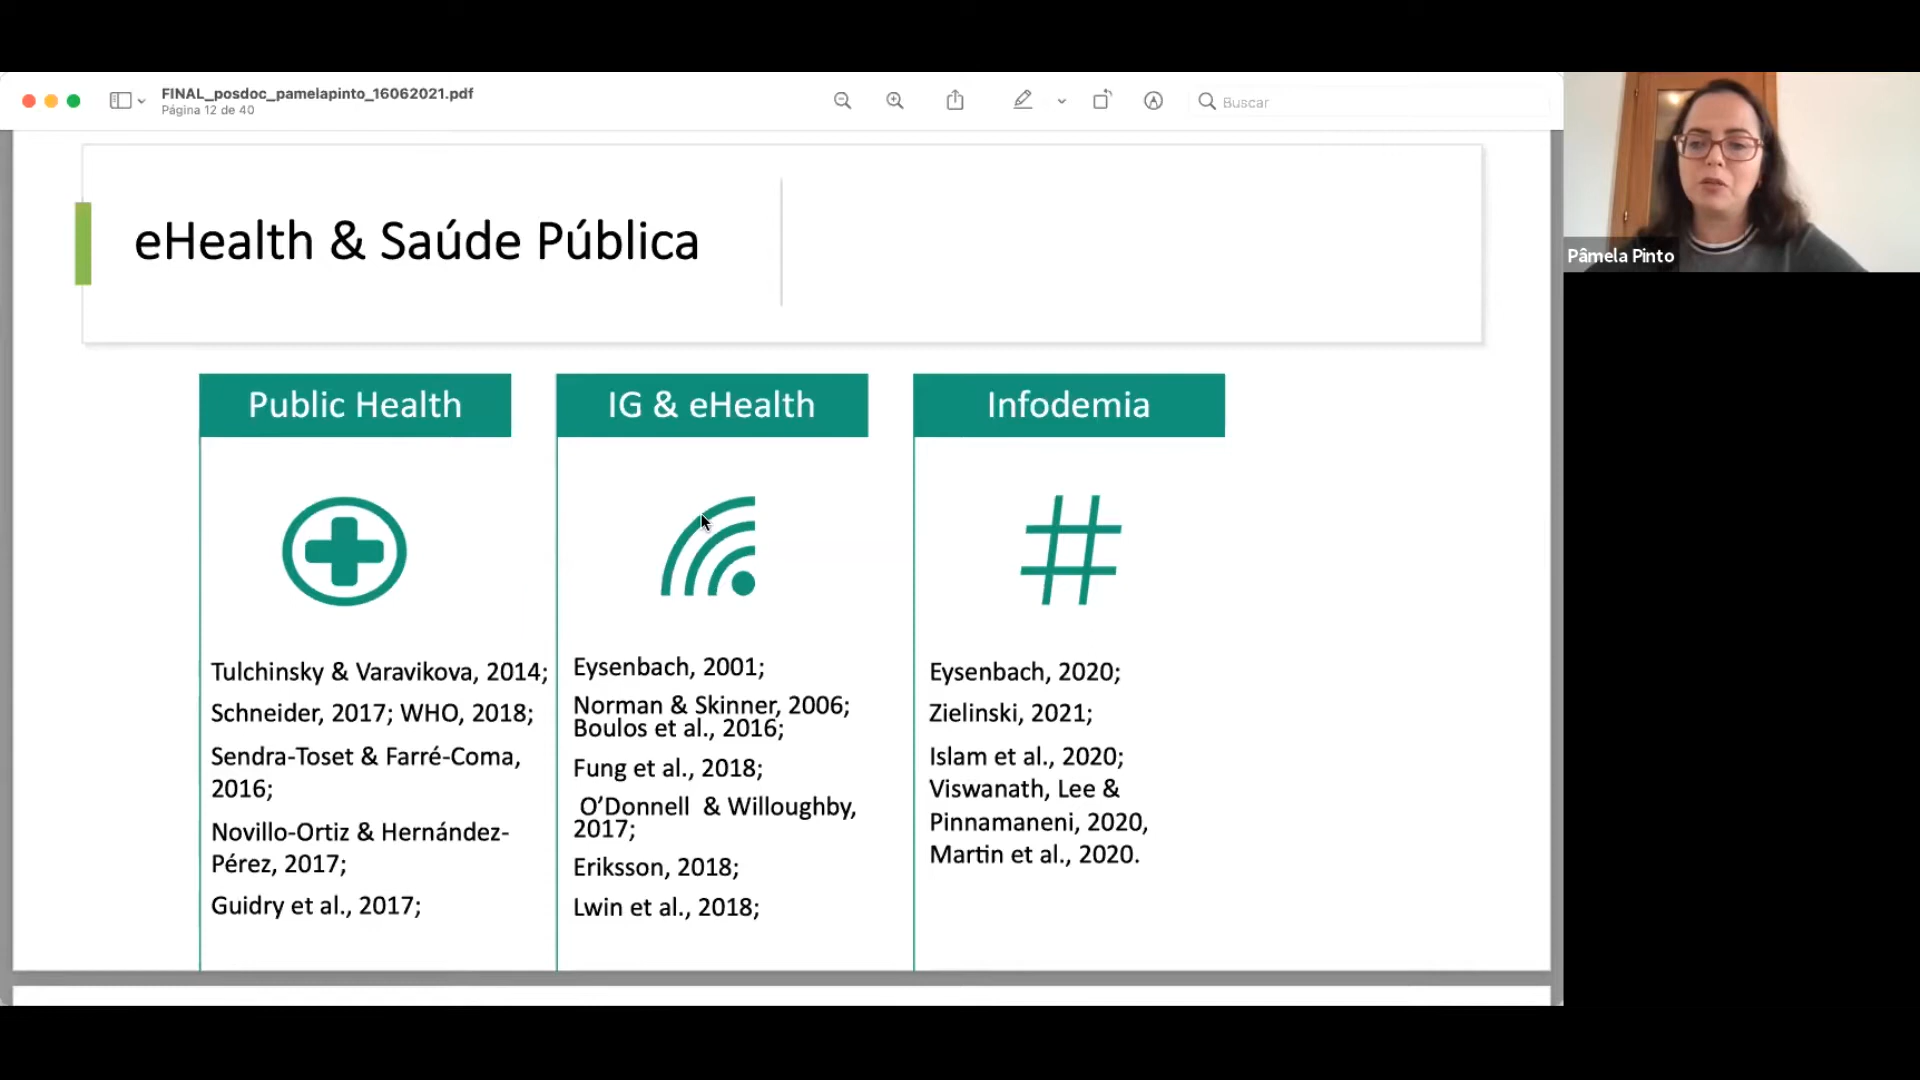 FINAL_posdoc_pamelapinto_16062021.pdf
Página 12 de 40
Buscar
Pâmela Pinto
eHealth & Saúde Pública
Public Health
Tulchinsky & Varavikova, 2014;
Schneider, 2017; WHO, 2018;
Sendra-Toset & Farré-Coma,
2016;
Novillo-Ortiz & Hernández-
Pérez, 2017;
Guidry et al., 2017;
IG & eHealth
Eysenbach, 2001;
Norman & Skinner, 2006;
Boulos et al., 2016;
Fung et al., 2018;
O’Donnell & Willoughby,
2017;
Eriksson, 2018;
Lwin et al., 2018;
Infodemia
Eysenbach, 2020;
Zielinski, 2021;
Islam et al., 2020;
Viswanath, Lee &
Pinnamaneni, 2020,
Martin et al., 2020.